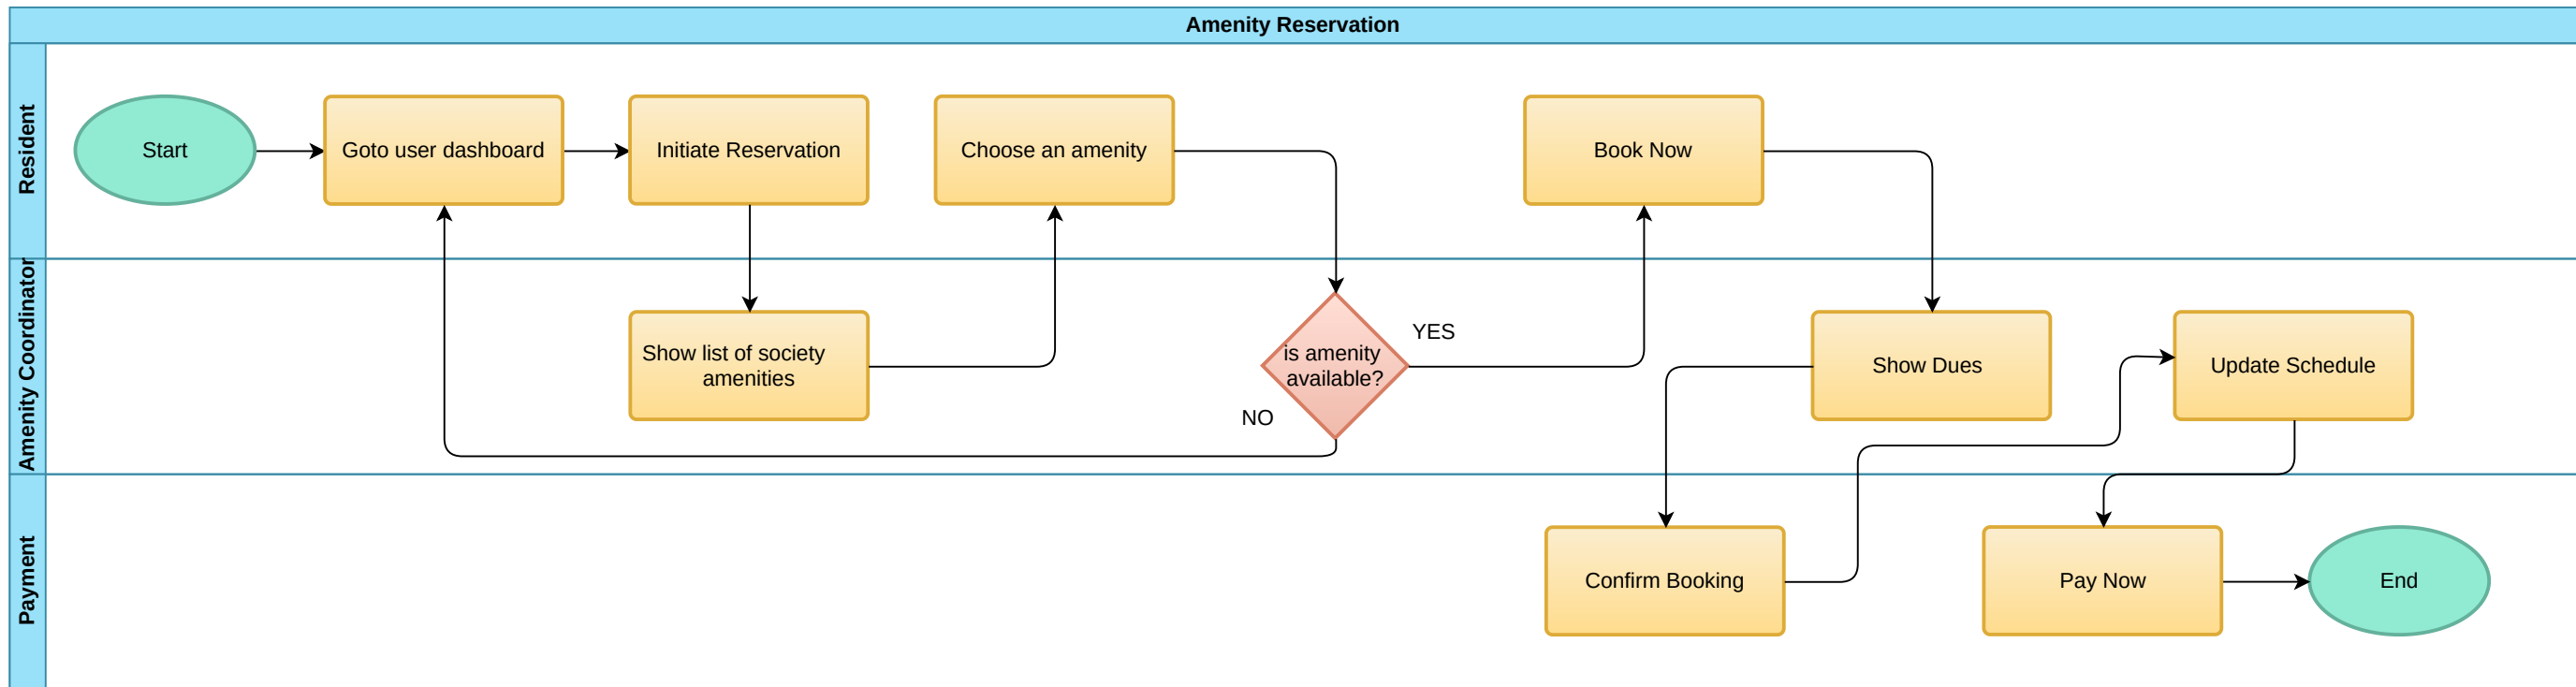 Amenity Reservation
Resident
Start
Goto user dashboard
Initiate Reservation
Choose an amenity
Book Now
Amenity Coordinator
Show list of society
amenities
is amenity
available?
YES
NO
Show Dues
Update Schedule
Payment
Confirm Booking
Pay Now
End